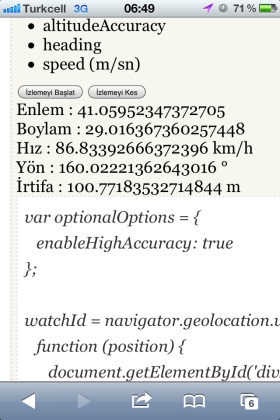 Turkcell 3G 06:49 71 %
altitudeAccuracy
heading
speed (m/sn)
İzlemeyi Başlat İzlemeyi Kes
Enlem : 41.05952347372705
Boylam : 29.016367360257448
Hız : 86.83392666372396 km/h
Yön : 160.02221362643016 °
İrtifa : 100.77183532714844 m
var optionalOptions = {
enableHighAccuracy: true
};
watchId = navigator.geolocation.
function (position) {
document.getElementById('div
6